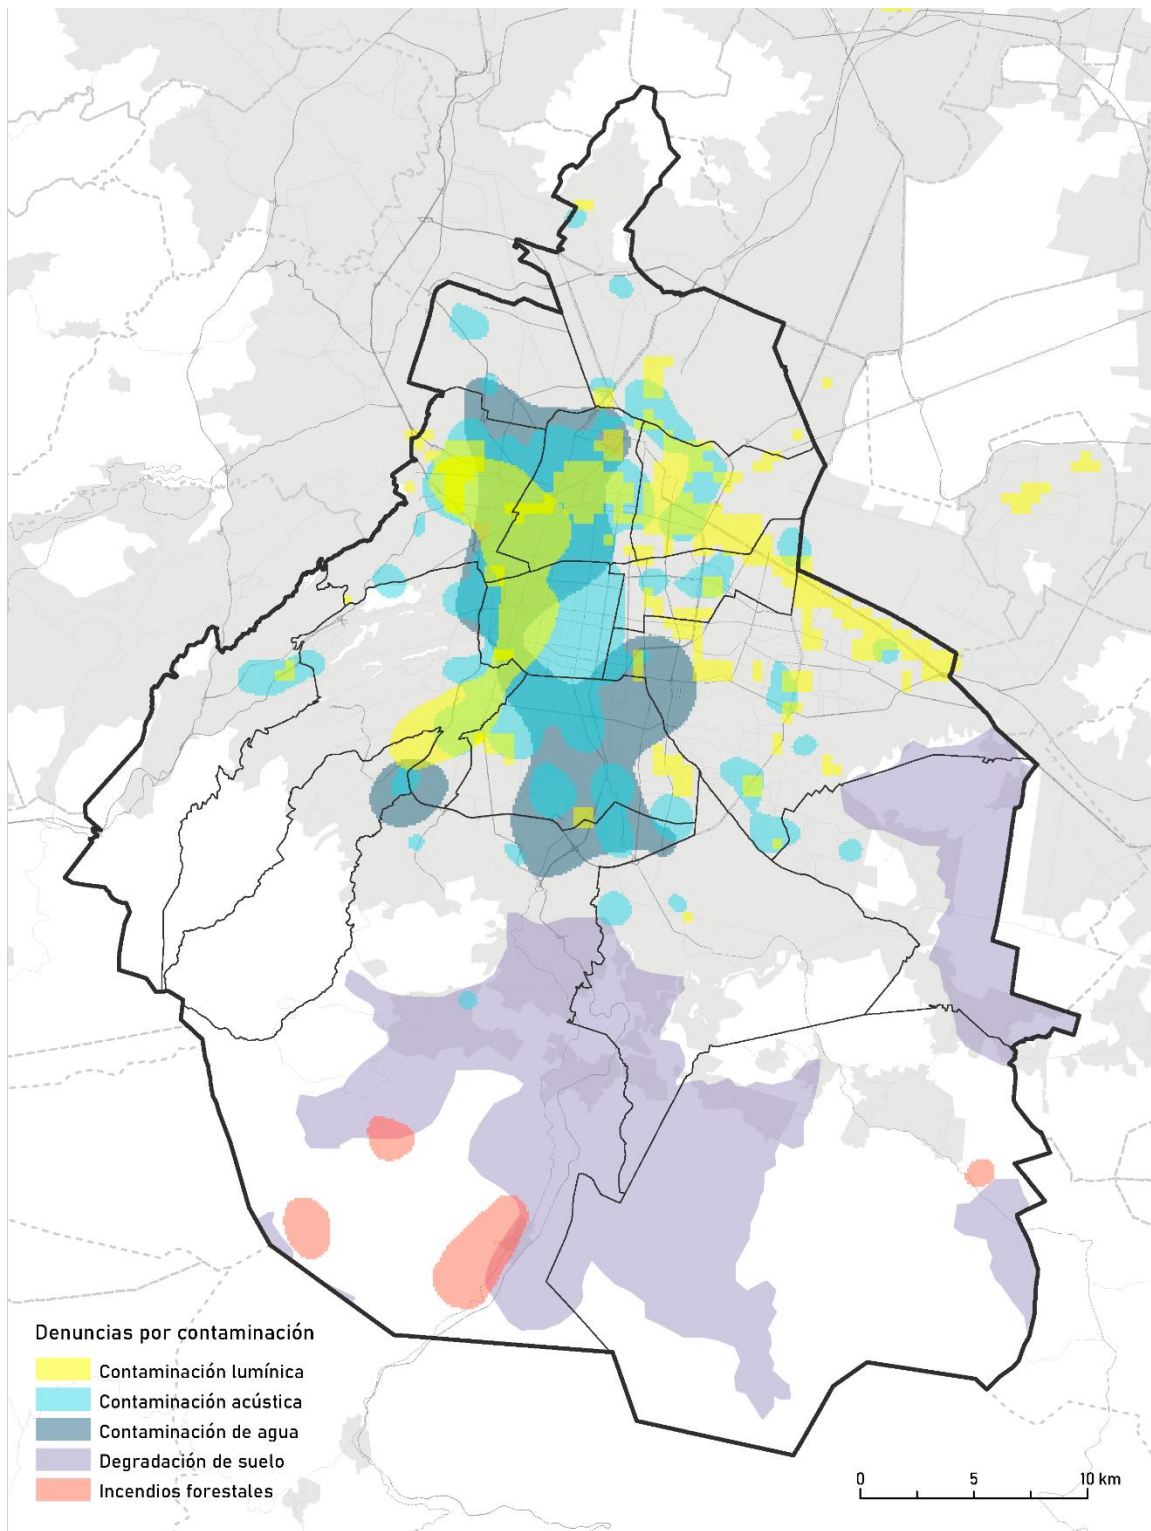 Denuncias por contaminación
Contaminación lumínica
Contaminación acústica
Contaminación de agua
Degradación de suelo
Incendios forestales
0 5 10 km